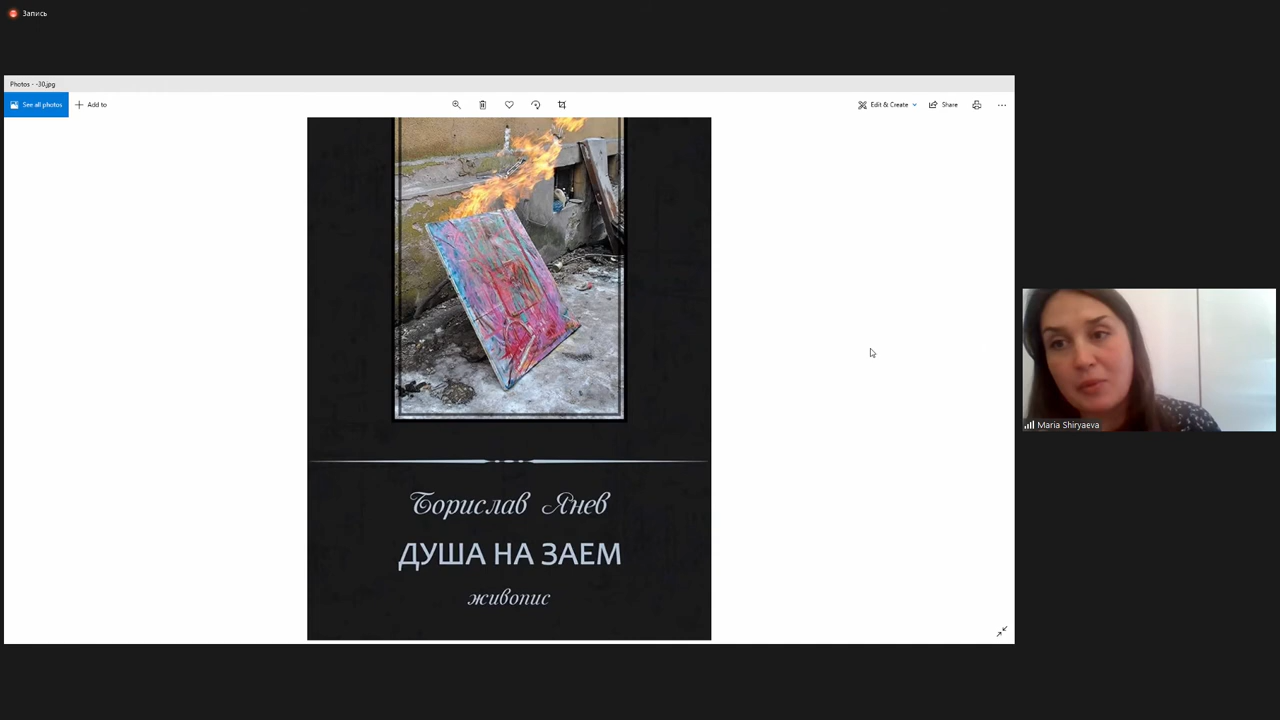 Запись
Photos - -30.jpg
See all photos
Add to
Edit & Create
Share
Борислав Янев
ДУША НА ЗАЕМ
живопис
Maria Shiryaeva